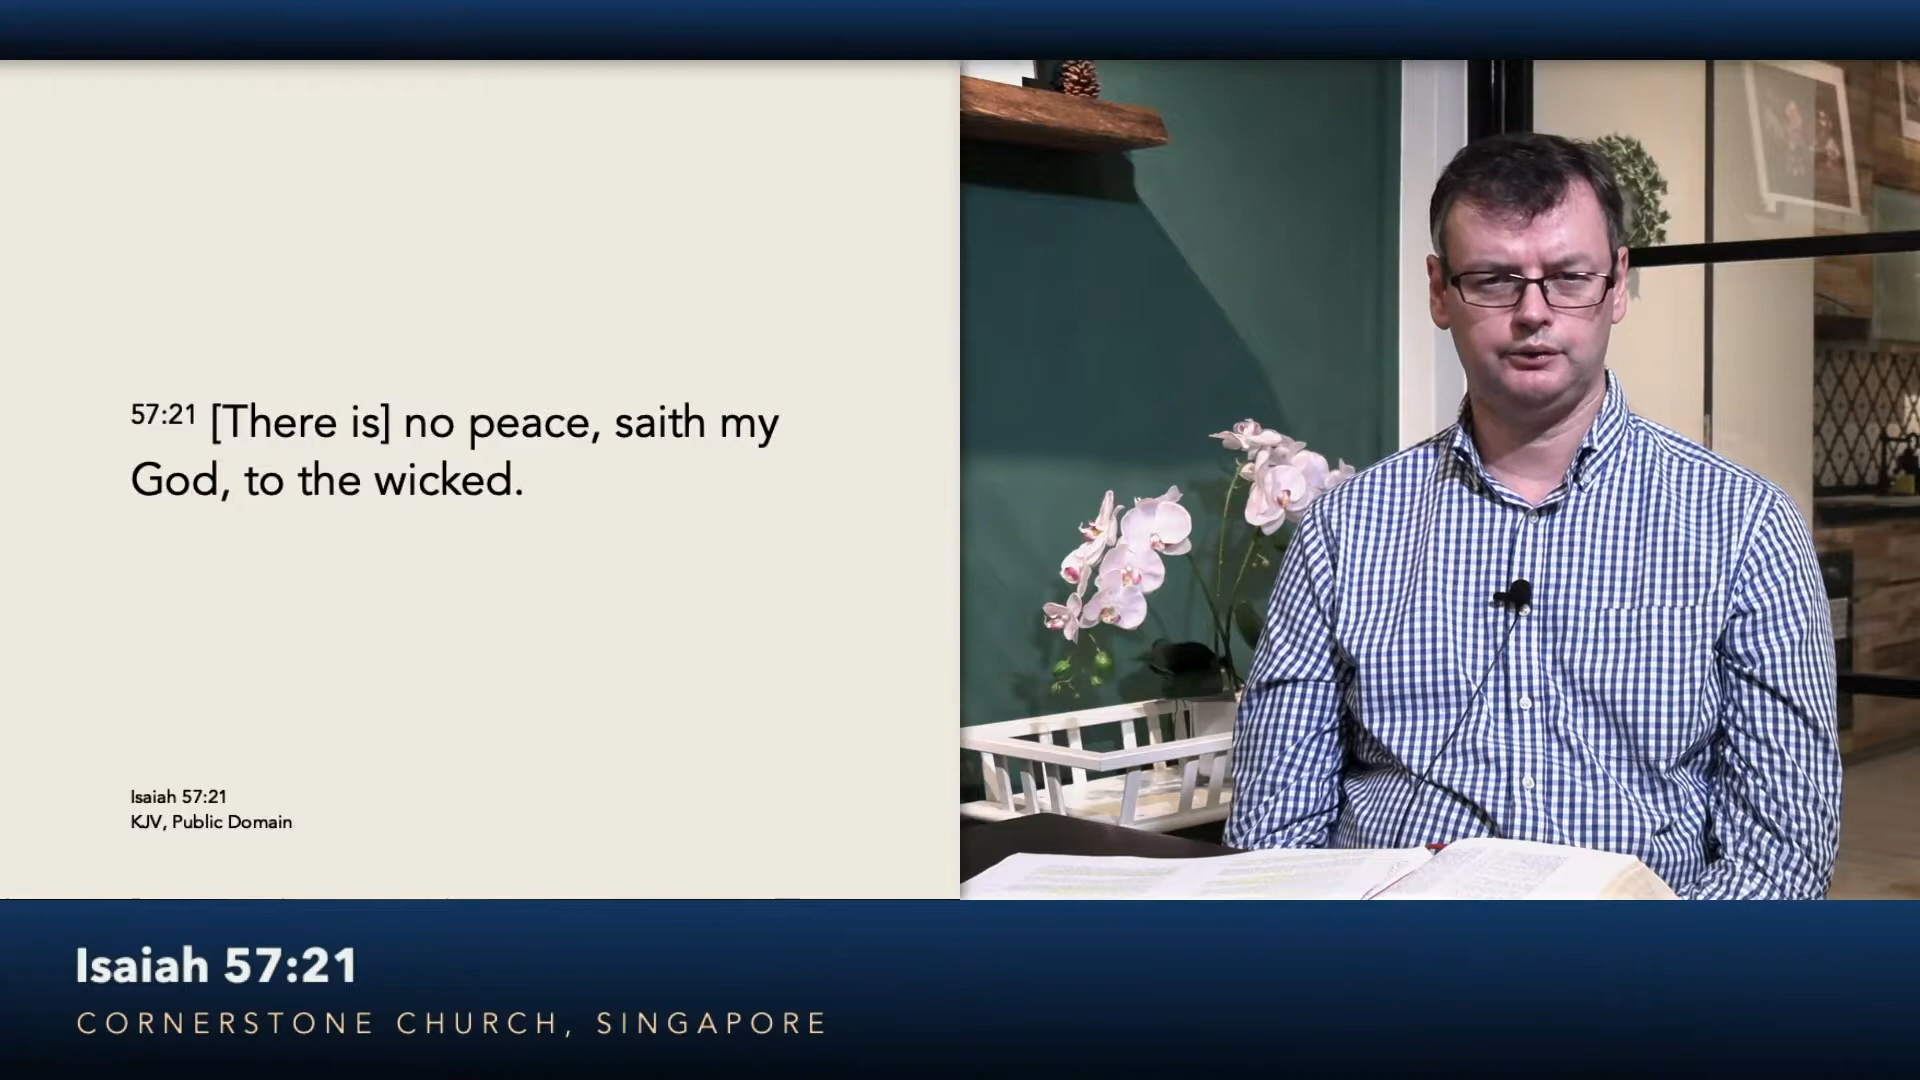 57:21 [There is] no peace, saith my
God, to the wicked.
Isaiah 57:21
KJV, Public Domain
Isaiah 57:21
CORNERSTONE CHURCH, SINGAPORE